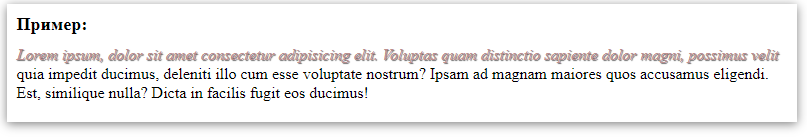 Пример:
Lorem ipsum, dolor sit amet consectetur adipisicing elit. Voluptas quam distinctio sapiente dolor magni, possimus velit
quia impedit ducimus, deleniti illo cum esse voluptate nostrum? Ipsam ad magnam maiores quos accusamus eligendi.
Est, similique nulla? Dicta in facilis fugit eos ducimus!